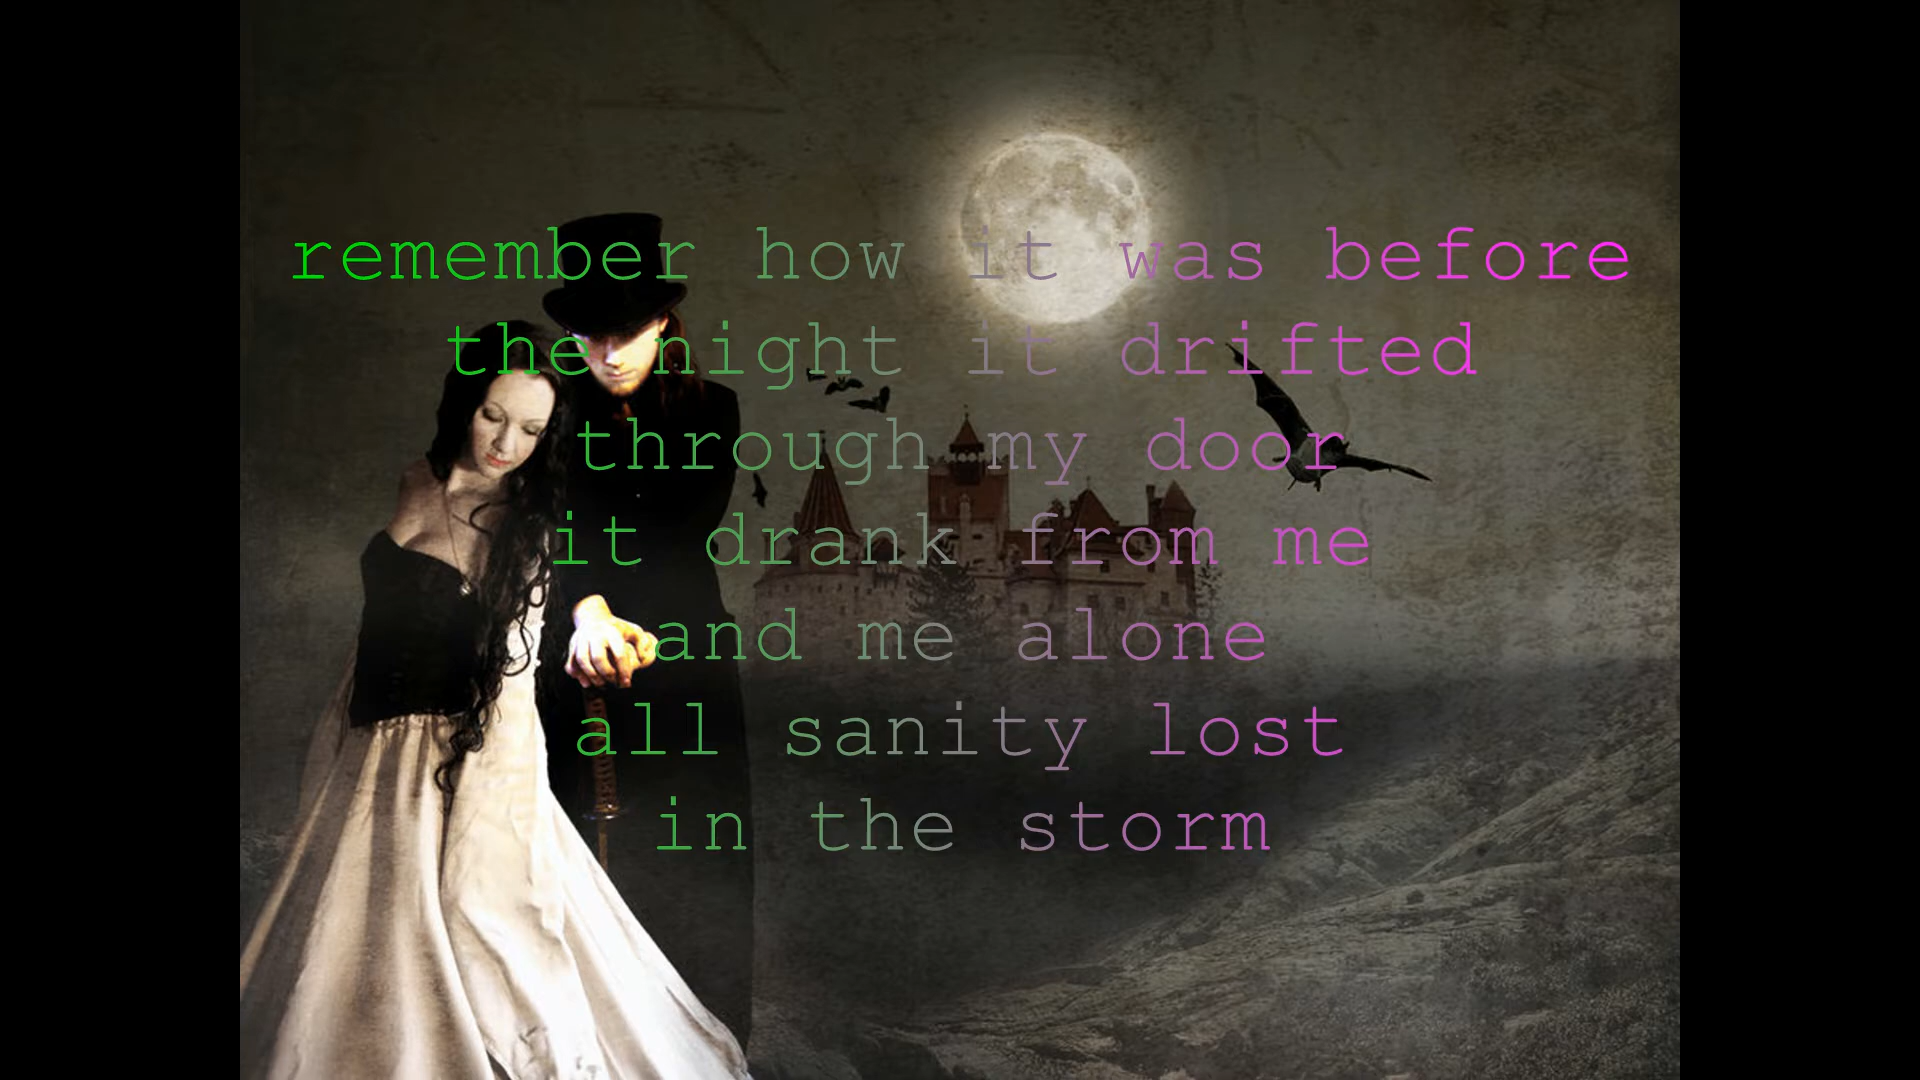 remember how it was before
the night it drifted
through my door
it drank from me
and me alone
all sanity lost
in the storm